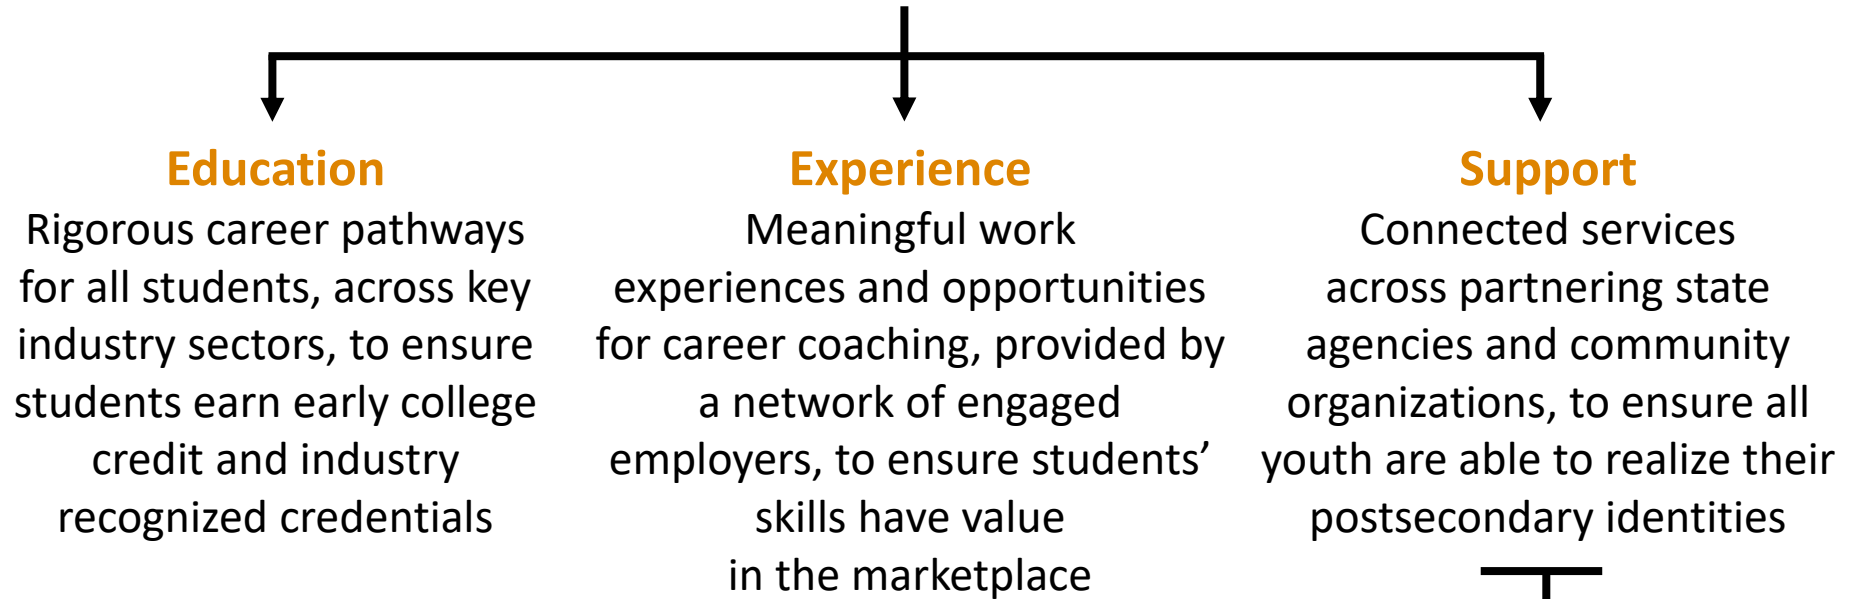 Education
Rigorous career pathways
for all students, across key
industry sectors, to ensure
students earn early college
credit and industry
recognized credentials
Experience
Meaningful work
experiences and opportunities
for career coaching, provided by
a network of engaged
employers, to ensure students’
skills have value
in the marketplace
Support
Connected services
across partnering state
agencies and community
organizations, to ensure all
youth are able to realize their
postsecondary identities